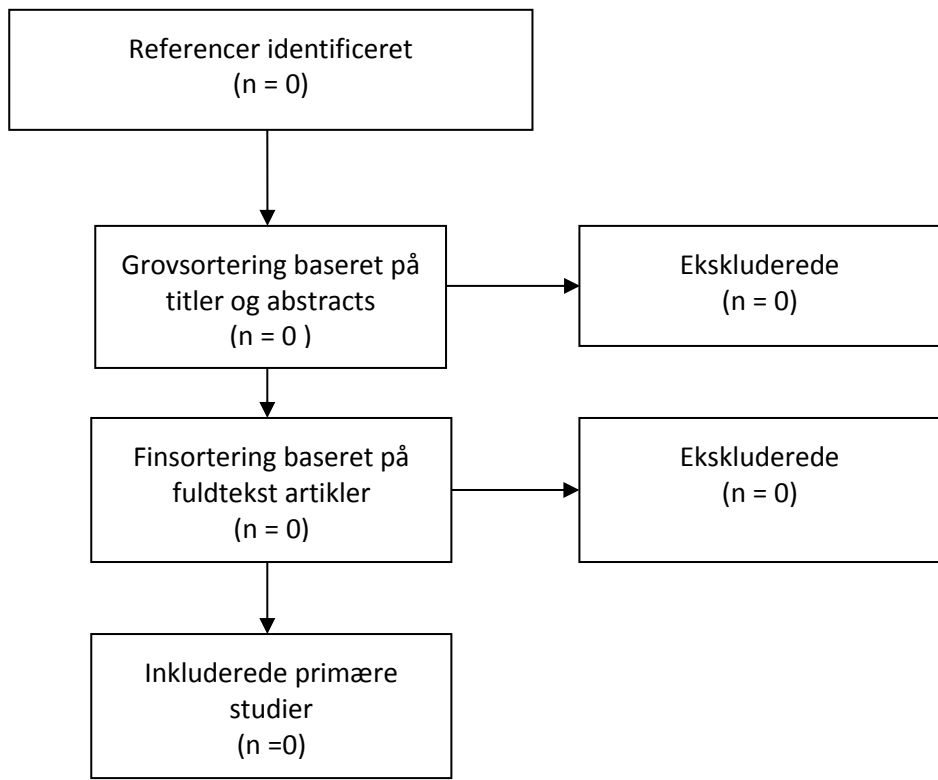 Referencer identificeret
(n = 0)
Grovsortering baseret på
titler og abstracts
(n = 0 )
Ekskluderede
(n = 0)
Finsortering baseret på
fuldtekst artikler
(n = 0)
Ekskluderede
(n = 0)
Inkluderede primære
studier
(n =0)